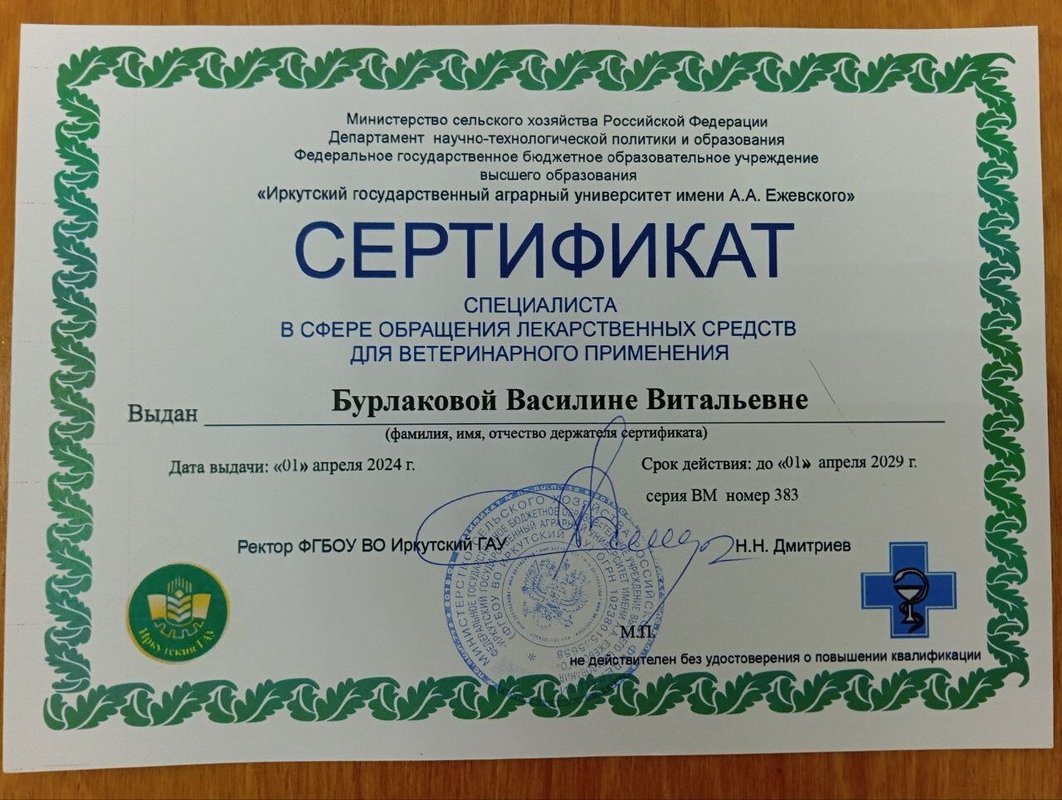 Министерство сельского хозяйства Российской Федерации
Департамент научно-технологической политики и образования
Федеральное государственное бюджетное образовательное учреждение
высшего образования
«Иркутский государственный аграрный университет имени А.А. Ежевского»
СЕРТИФИКАТ
СПЕЦИАЛИСТА
В СФЕРЕ ОБРАЩЕНИЯ ЛЕКАРСТВЕННЫХ СРЕДСТВ
ДЛЯ ВЕТЕРИНАРНОГО ПРИМЕНЕНИЯ
Выдан Бурлаковой Василине Витальевне
(фамилия, имя, отчество держателя сертификата)
Дата выдачи: «01» апреля 2024 г. Срок действия: до «01» апреля 2029 г.
серия ВМ номер 383
Ректор ФГБОУ ВО Иркутский ГАУ Н.Н. Дмитриев
Иркутский ГАУ
М.П.
не действителен без удостоверения о повышении квалификации